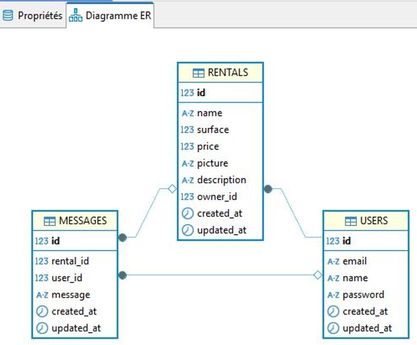 Propriétés
Diagramme ER
RENTALS
123 id
A-Z name
123 surface
123 price
A-Z picture
A-Z description
123 owner_id
created_at
updated_at
MESSAGES
123 id
123 rental_id
123 user_id
A-Z message
created_at
updated_at
USERS
123 id
A-Z email
A-Z name
A-Z password
created_at
updated_at